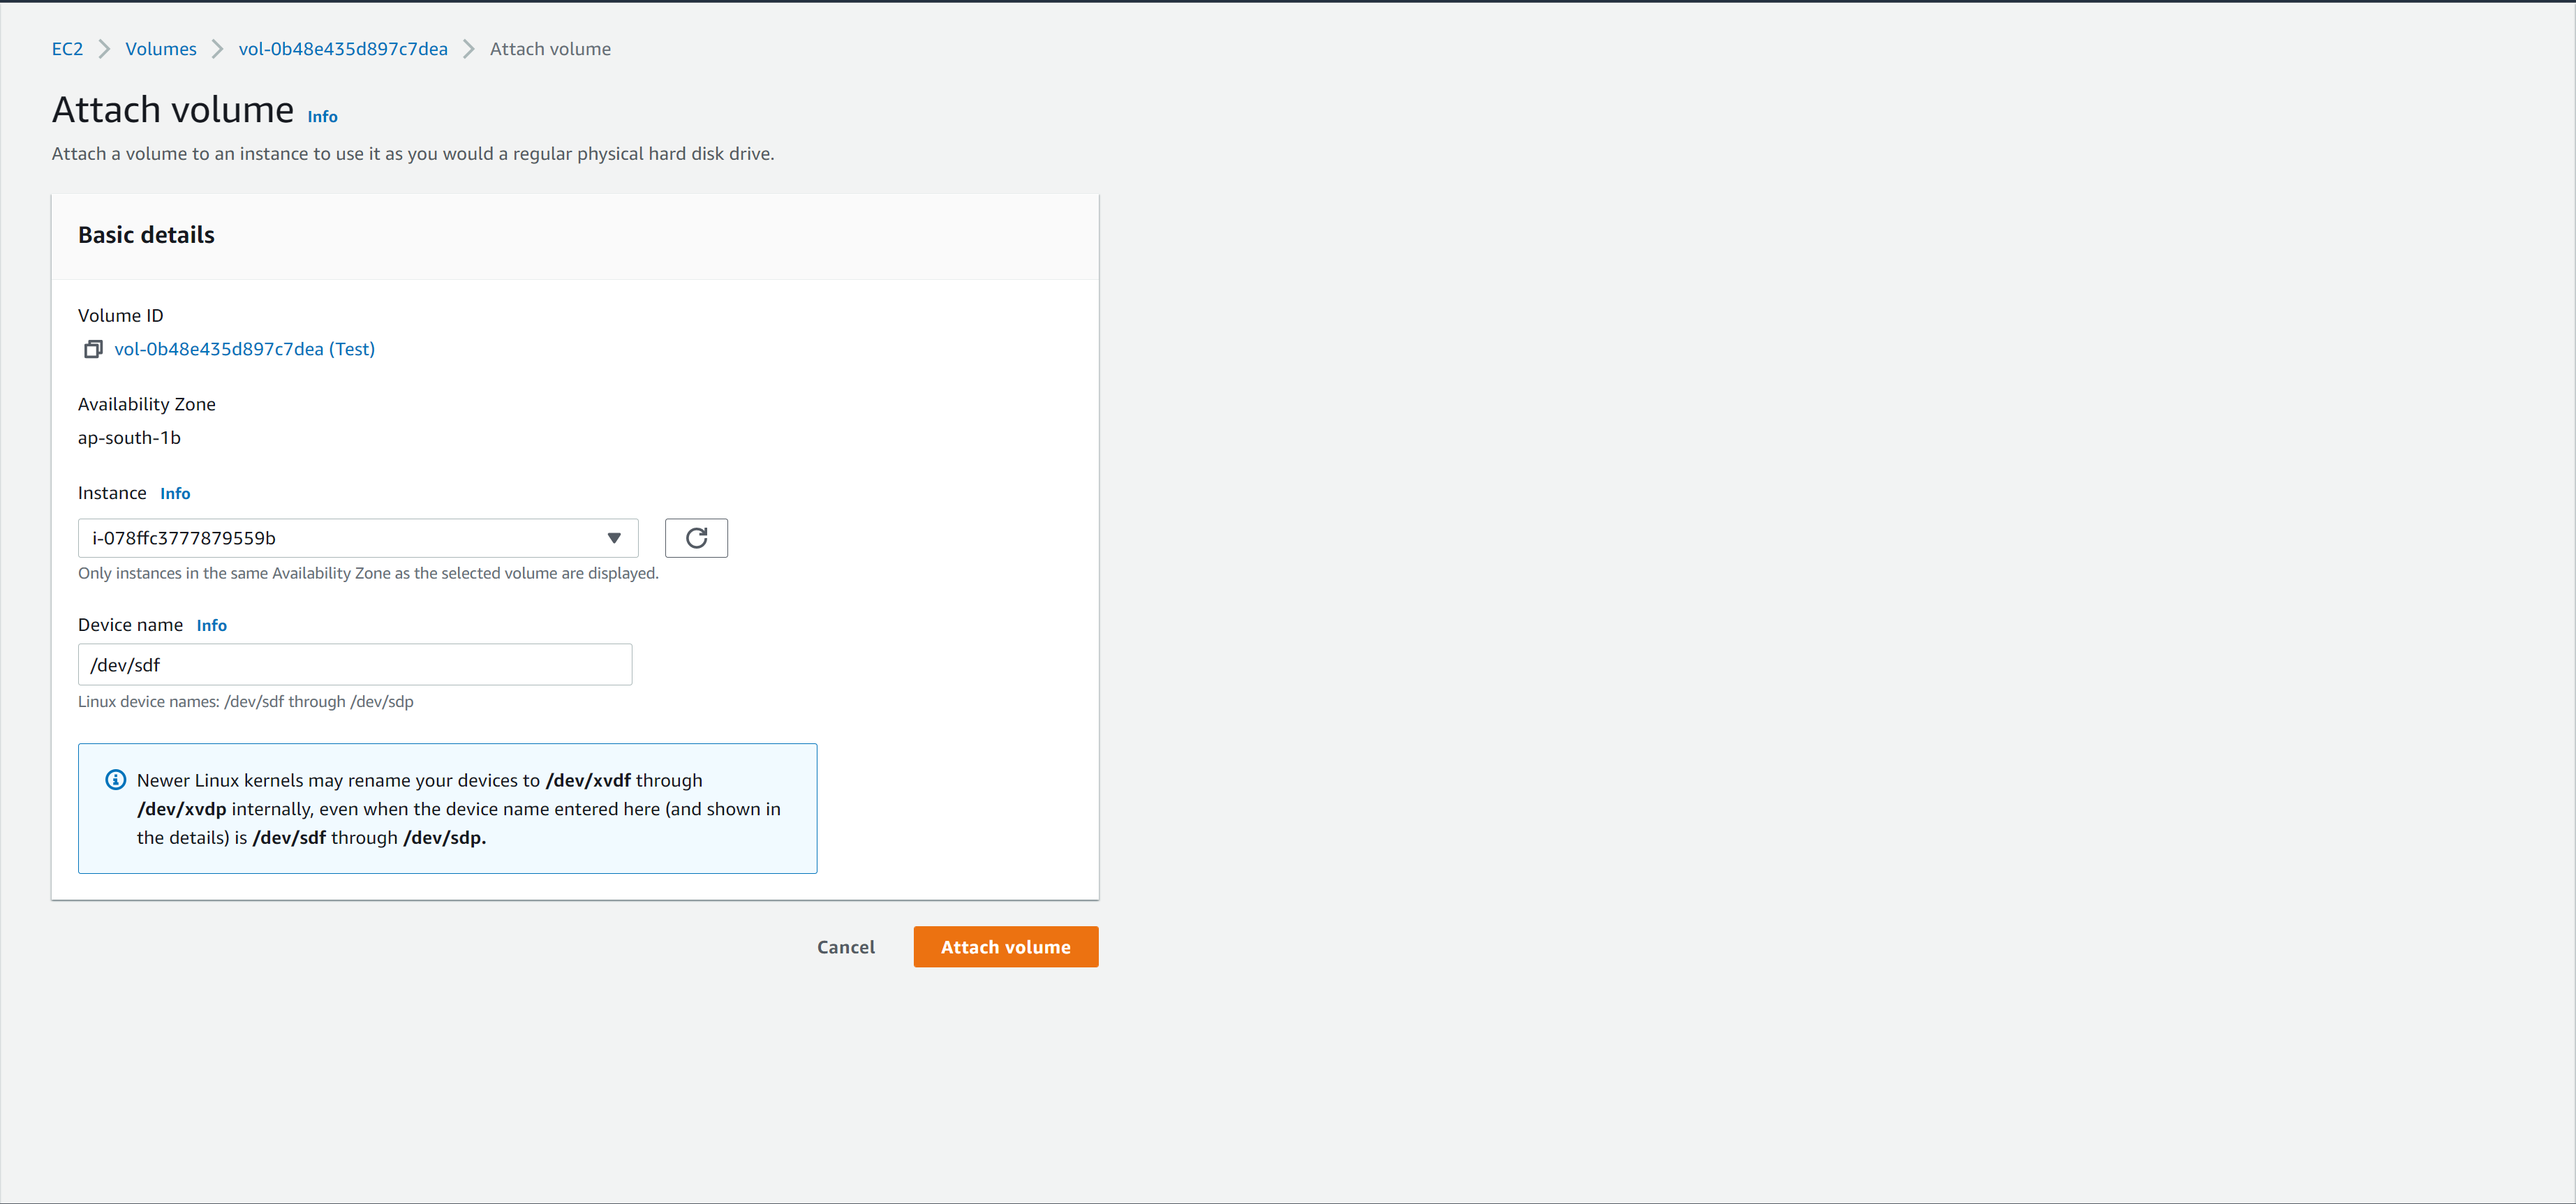 EC2 Volumes vol-0b48e435d897c7dea Attach volume
Attach volume Info
Attach a volume to an instance to use it as you would a regular physical hard disk drive.
Basic details
Volume ID
vol-0b48e435d897c7dea (Test)
Availability Zone
ap-south-1b
Instance Info
i-078ffc3777879559b
Only instances in the same Availability Zone as the selected volume are displayed.
Device name Info
/dev/sdf
Linux device names: /dev/sdf through /dev/sdp
Newer Linux kernels may rename your devices to /dev/xvdf through
/dev/xvdp internally, even when the device name entered here (and shown in
the details) is /dev/sdf through /dev/sdp.
Cancel Attach volume